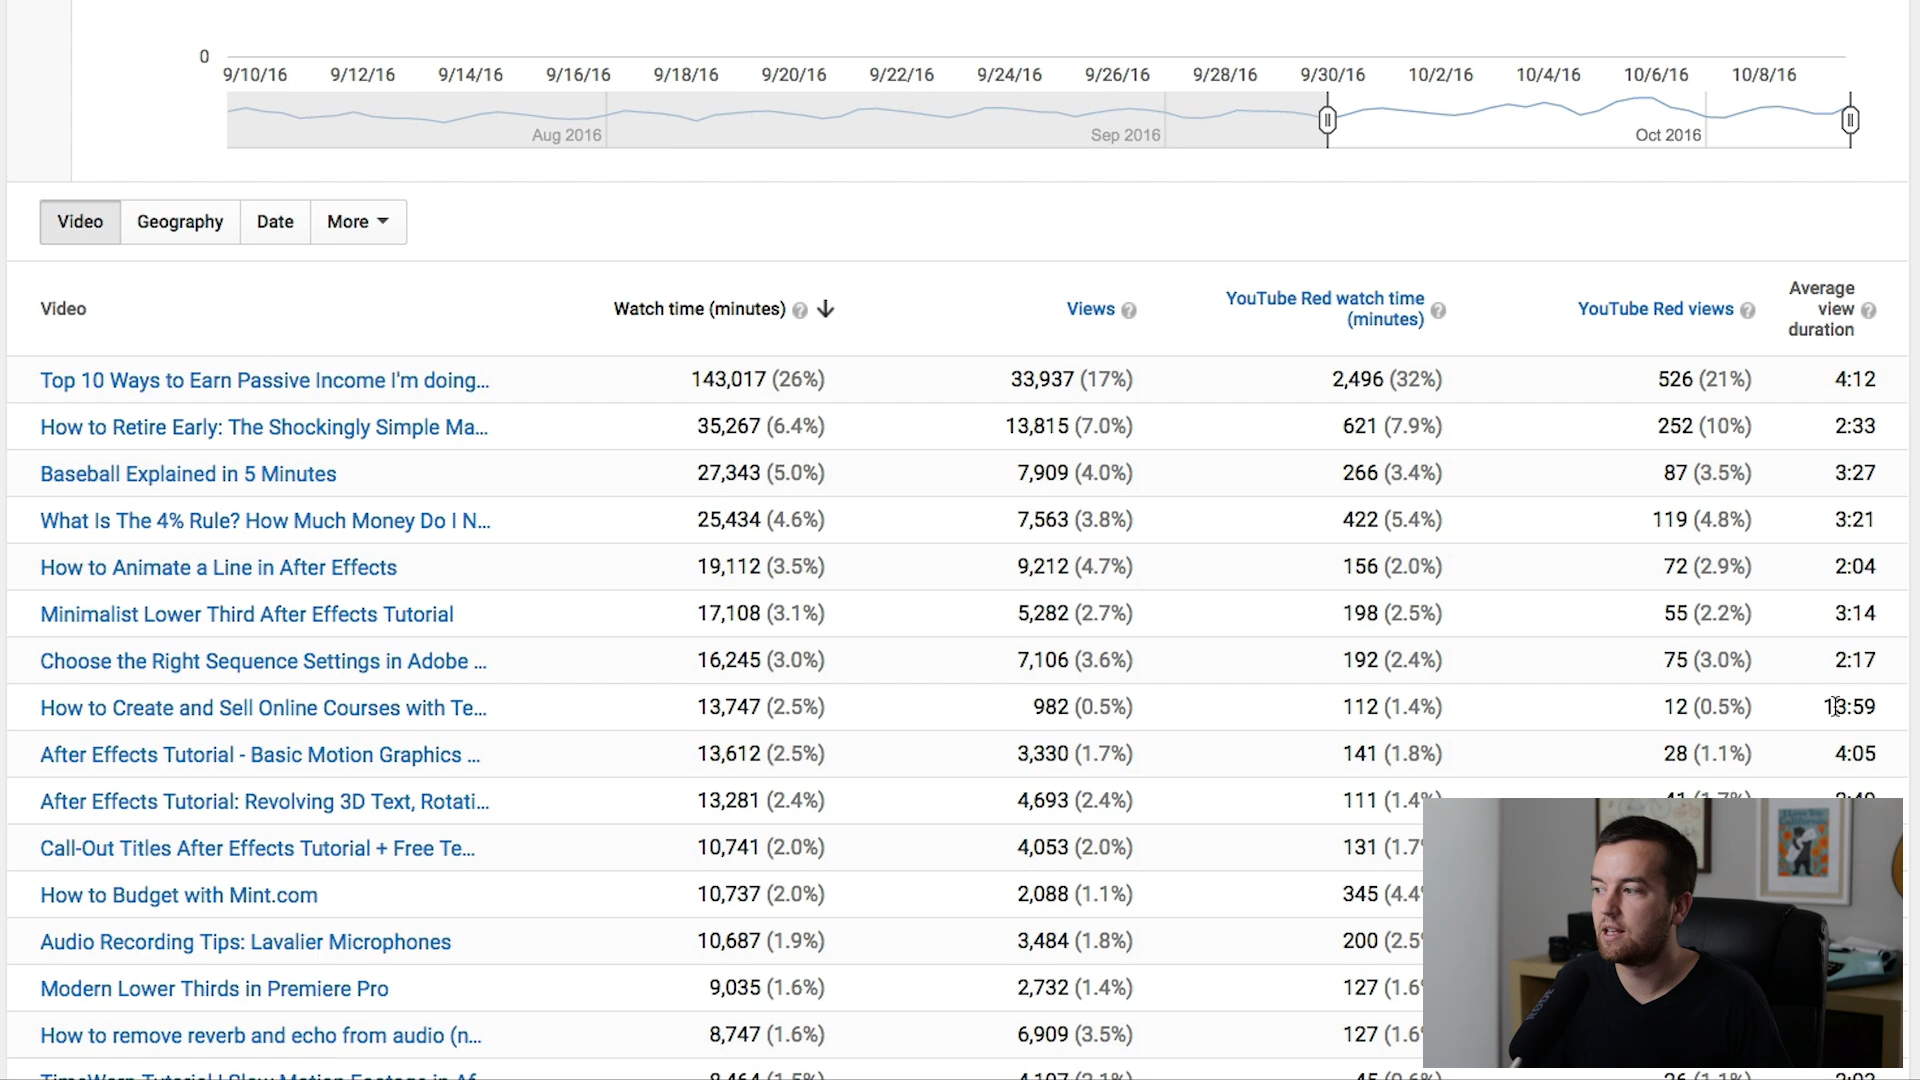 0
9/10/16 9/12/16 9/14/16 9/16/16 9/18/16 9/20/16 9/22/16 9/24/16 9/26/16 9/28/16 9/30/16 10/2/16 10/4/16 10/6/16 10/8/16
Aug 2016 Sep 2016 Oct 2016
Video Geography Date More
Video Watch time (minutes) ? Views ? YouTube Red watch time (minutes) ? YouTube Red views ? Average view duration ?
Top 10 Ways to Earn Passive Income I'm doing... 143,017 (26%) 33,937 (17%) 2,496 (32%) 526 (21%) 4:12
How to Retire Early: The Shockingly Simple Ma... 35,267 (6.4%) 13,815 (7.0%) 621 (7.9%) 252 (10%) 2:33
Baseball Explained in 5 Minutes 27,343 (5.0%) 7,909 (4.0%) 266 (3.4%) 87 (3.5%) 3:27
What Is The 4% Rule? How Much Money Do I N... 25,434 (4.6%) 7,563 (3.8%) 422 (5.4%) 119 (4.8%) 3:21
How to Animate a Line in After Effects 19,112 (3.5%) 9,212 (4.7%) 156 (2.0%) 72 (2.9%) 2:04
Minimalist Lower Third After Effects Tutorial 17,108 (3.1%) 5,282 (2.7%) 198 (2.5%) 55 (2.2%) 3:14
Choose the Right Sequence Settings in Adobe ... 16,245 (3.0%) 7,106 (3.6%) 192 (2.4%) 75 (3.0%) 2:17
How to Create and Sell Online Courses with Te... 13,747 (2.5%) 982 (0.5%) 112 (1.4%) 12 (0.5%) 13:59
After Effects Tutorial - Basic Motion Graphics ... 13,612 (2.5%) 3,330 (1.7%) 141 (1.8%) 28 (1.1%) 4:05
After Effects Tutorial: Revolving 3D Text, Rotati... 13,281 (2.4%) 4,693 (2.4%) 111 (1.4%
Call-Out Titles After Effects Tutorial + Free Te... 10,741 (2.0%) 4,053 (2.0%) 131 (1.7
How to Budget with Mint.com 10,737 (2.0%) 2,088 (1.1%) 345 (4.4
Audio Recording Tips: Lavalier Microphones 10,687 (1.9%) 3,484 (1.8%) 200 (2.5
Modern Lower Thirds in Premiere Pro 9,035 (1.6%) 2,732 (1.4%) 127 (1.6
How to remove reverb and echo from audio (n... 8,747 (1.6%) 6,909 (3.5%) 127 (1.6
RODE